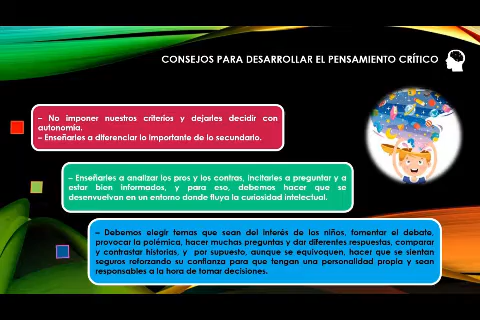 CONSEJOS PARA DESARROLLAR EL PENSAMIENTO CRÍTICO
– No imponer nuestros criterios y dejarles decidir con
autonomía.
– Enseñarles a diferenciar lo importante de lo secundario.
– Enseñarles a analizar los pros y los contras, incitarles a preguntar y a
estar bien informados, y para eso, debemos hacer que se
desenvuelvan en un entorno donde fluya la curiosidad intelectual.
– Debemos elegir temas que sean del interés de los niños, fomentar el debate,
provocar la polémica, hacer muchas preguntas y dar diferentes respuestas, comparar
y contrastar historias, y por supuesto, aunque se equivoquen, hacer que se sientan
seguros reforzando su confianza para que tengan una personalidad propia y sean
responsables a la hora de tomar decisiones.